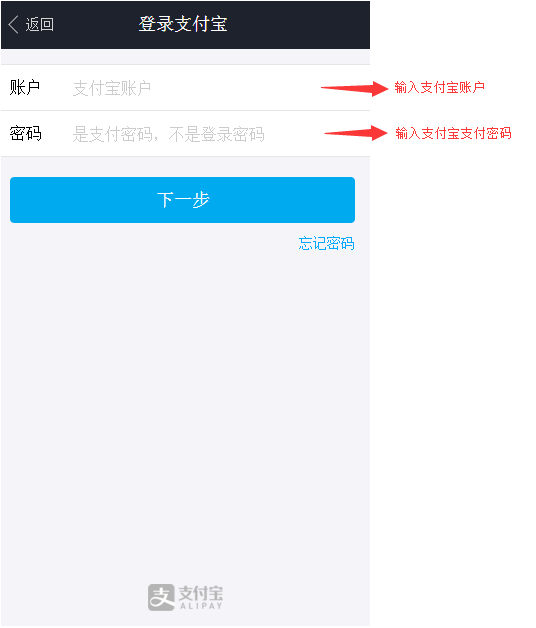 返回
登录支付宝
账户
支付宝账户
输入支付宝账户
密码
是支付密码，不是登录密码
输入支付宝支付密码
下一步
忘记密码
支 支付宝
ALIPAY